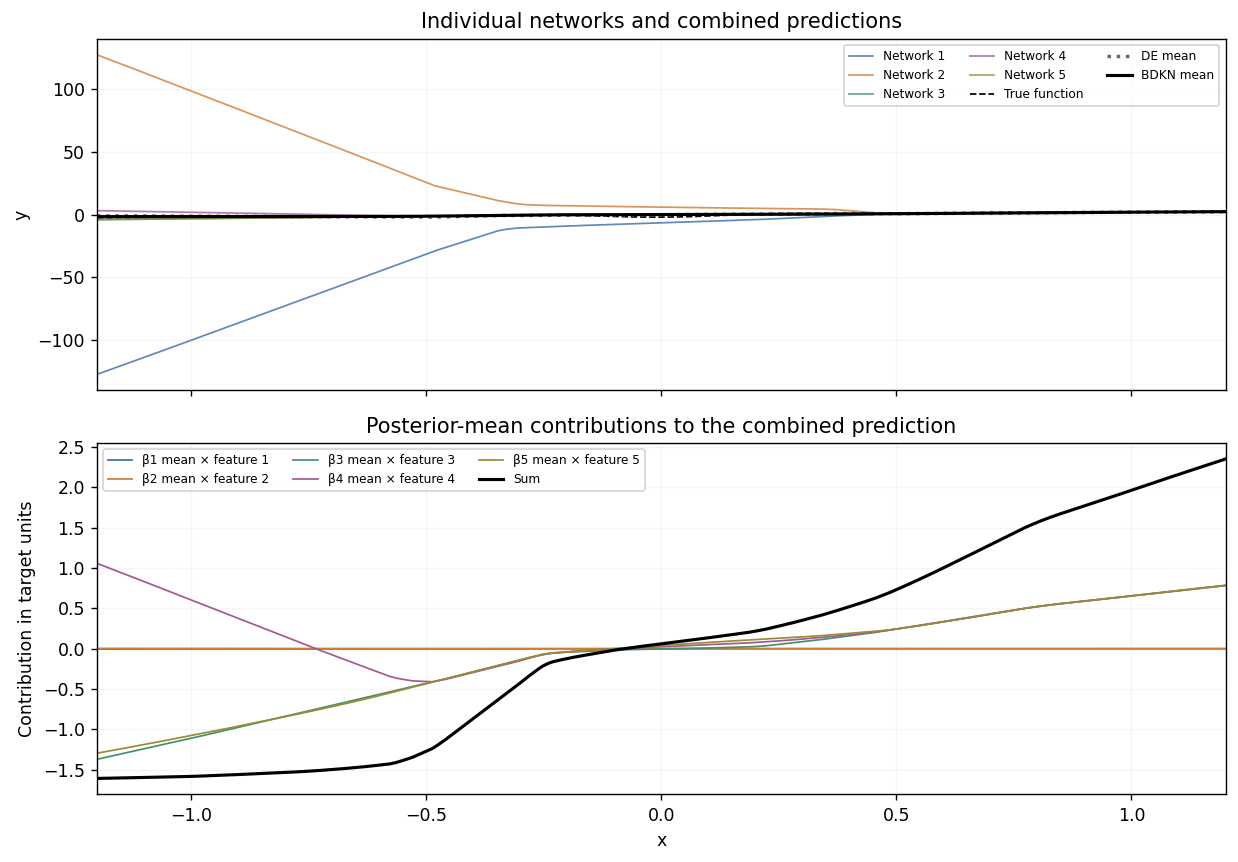 Individual networks and combined predictions
Network 1
Network 2
Network 3
Network 4
Network 5
True function
DE mean
BDKN mean
100
50
0
−50
−100
y
Posterior-mean contributions to the combined prediction
β1 mean × feature 1
β2 mean × feature 2
β3 mean × feature 3
β4 mean × feature 4
β5 mean × feature 5
Sum
2.5
2.0
1.5
1.0
0.5
0.0
−0.5
−1.0
−1.5
Contribution in target units
−1.0
−0.5
0.0
0.5
1.0
x